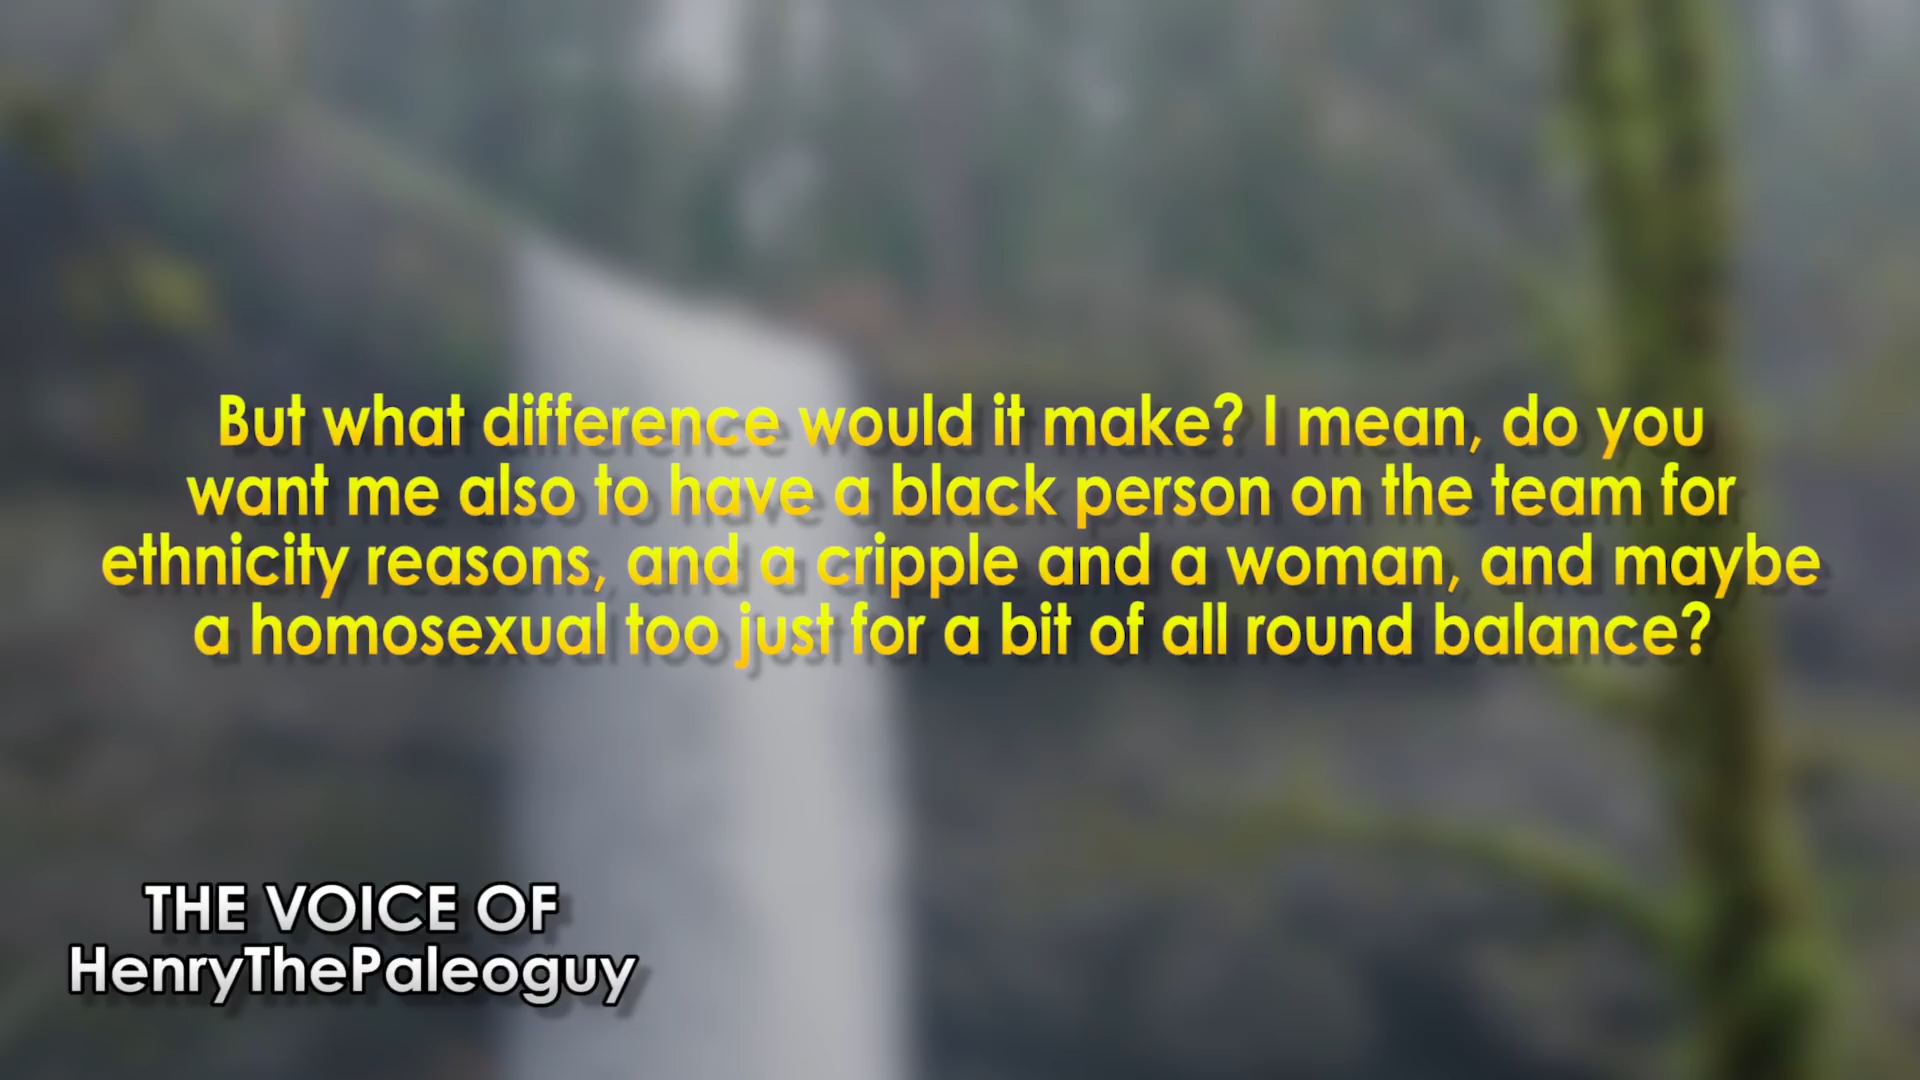 But what difference would it make? I mean, do you
want me also to have a black person on the team for
ethnicity reasons, and a cripple and a woman, and maybe
a homosexual too just for a bit of all round balance?
THE VOICE OF
HenryThePaleoguy